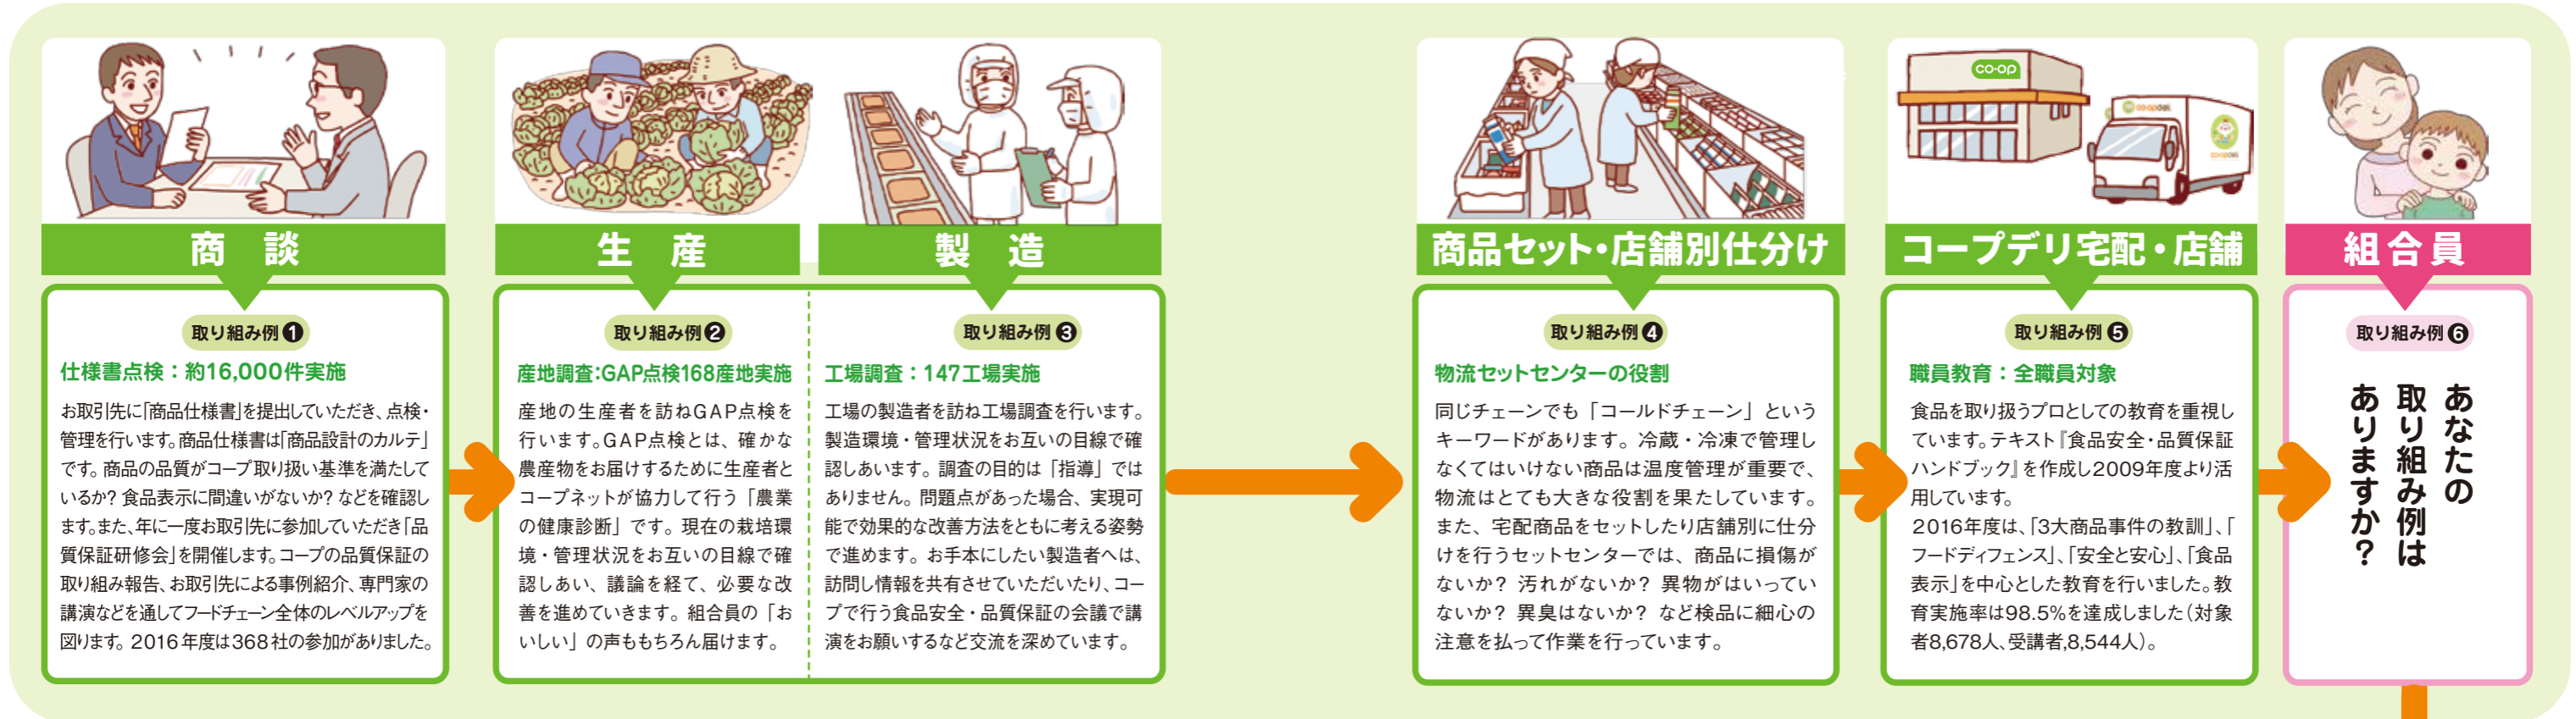 商談
取り組み例❶
仕様書点検：約16,000件実施
お取引先に「商品仕様書」を提出していただき、点検・
管理を行います。商品仕様書は「商品設計のカルテ」
です。商品の品質がコープ取り扱い基準を満たして
いるか？食品表示に間違いがないか？などを確認し
ます。また、年に一度お取引先に参加していただき「品
質保証研修会」を開催します。コープの品質保証の
取り組み報告、お取引先による事例紹介、専門家の
講演などを通してフードチェーン全体のレベルアップを
図ります。2016年度は368社の参加がありました。
生産
取り組み例❷
産地調査：GAP点検168産地実施
産地の生産者を訪ねGAP点検を
行います。GAP点検とは、確かな
農産物をお届けするために生産者と
コープネットが協力して行う「農業
の健康診断」です。現在の栽培環
境・管理状況をお互いの目線で確
認しあい、議論を経て、必要な改
善を進めていきます。組合員の「お
いしい」の声ももちろん届けます。
製造
取り組み例❸
工場調査：147工場実施
工場の製造者を訪ね工場調査を行います。
製造環境・管理状況をお互いの目線で確
認しあいます。調査の目的は「指導」では
ありません。問題点があった場合、実現可
能で効果的な改善方法をともに考える姿勢
で進めます。お手本にしたい製造者へは、
訪問し情報を共有させていただいたり、コー
プで行う食品安全・品質保証の会議で講
演をお願いするなど交流を深めています。
商品セット・店舗別仕分け
取り組み例❹
物流セットセンターの役割
同じチェーンでも「コールドチェーン」という
キーワードがあります。冷蔵・冷凍で管理し
なくてはいけない商品は温度管理が重要で、
物流はとても大きな役割を果たしています。
また、宅配商品をセットしたり店舗別に仕分
けを行うセットセンターでは、商品に損傷が
ないか？汚れがないか？異物がはいってい
ないか？異臭はないか？など検品に細心の
注意を払って作業を行っています。
CO・OP
coopdeli
coopdeli
コープデリ宅配・店舗
取り組み例❺
職員教育：全職員対象
食品を取り扱うプロとしての教育を重視し
ています。テキスト『食品安全・品質保証
ハンドブック』を作成し2009年度より活
用しています。
2016年度は、「3大商品事件の教訓」、「
フードディフェンス」、「安全と安心」、「食品
表示」を中心とした教育を行いました。教
育実施率は98.5%を達成しました（対象
者8,678人、受講者,8,544人）。
組合員
取り組み例❻
あなたの
取り組み例は
ありますか？